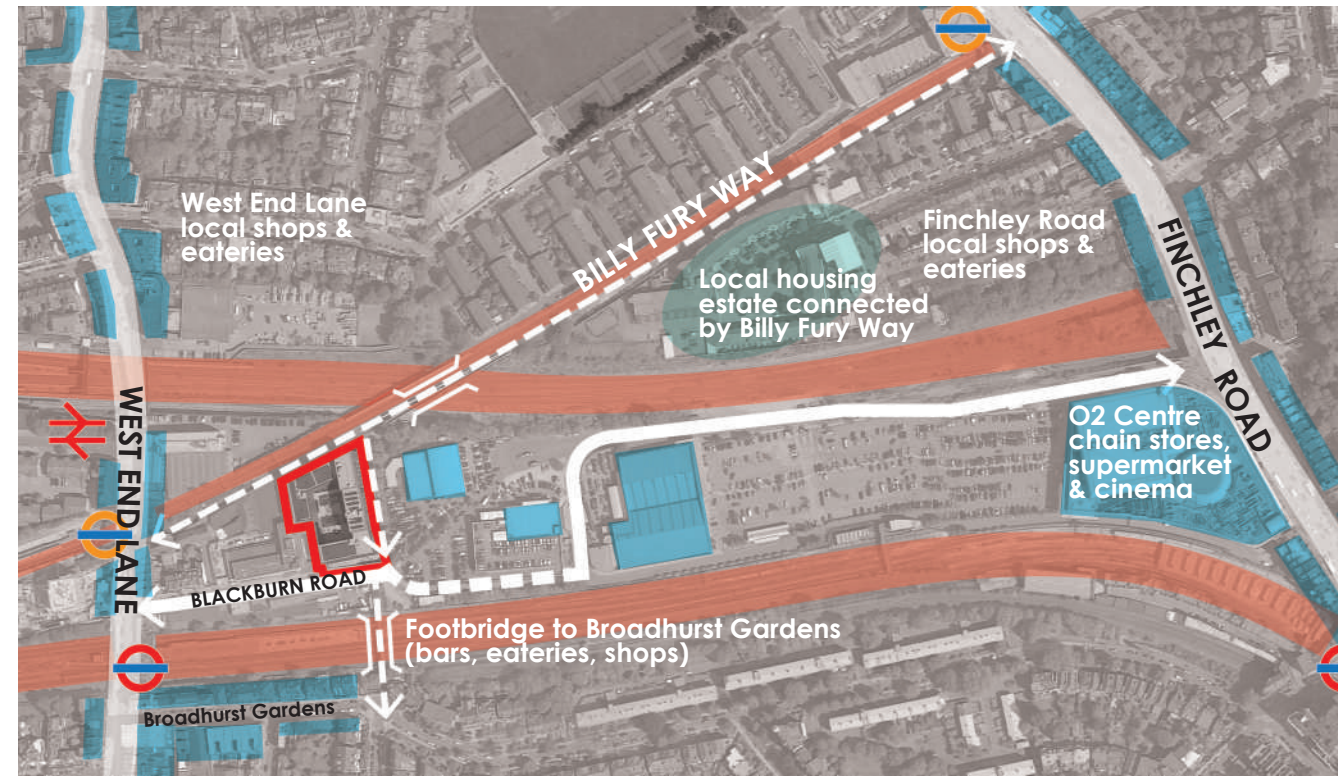 West End Lane
local shops &
eateries
BILLY FURY WAY
Finchley Road
local shops &
eateries
FINCHLEY ROAD
Local housing
estate connected
by Billy Fury Way
WEST END LANE
O2 Centre
chain stores,
supermarket
& cinema
BLACKBURN ROAD
Footbridge to Broadhurst Gardens
(bars, eateries, shops)
Broadhurst Gardens